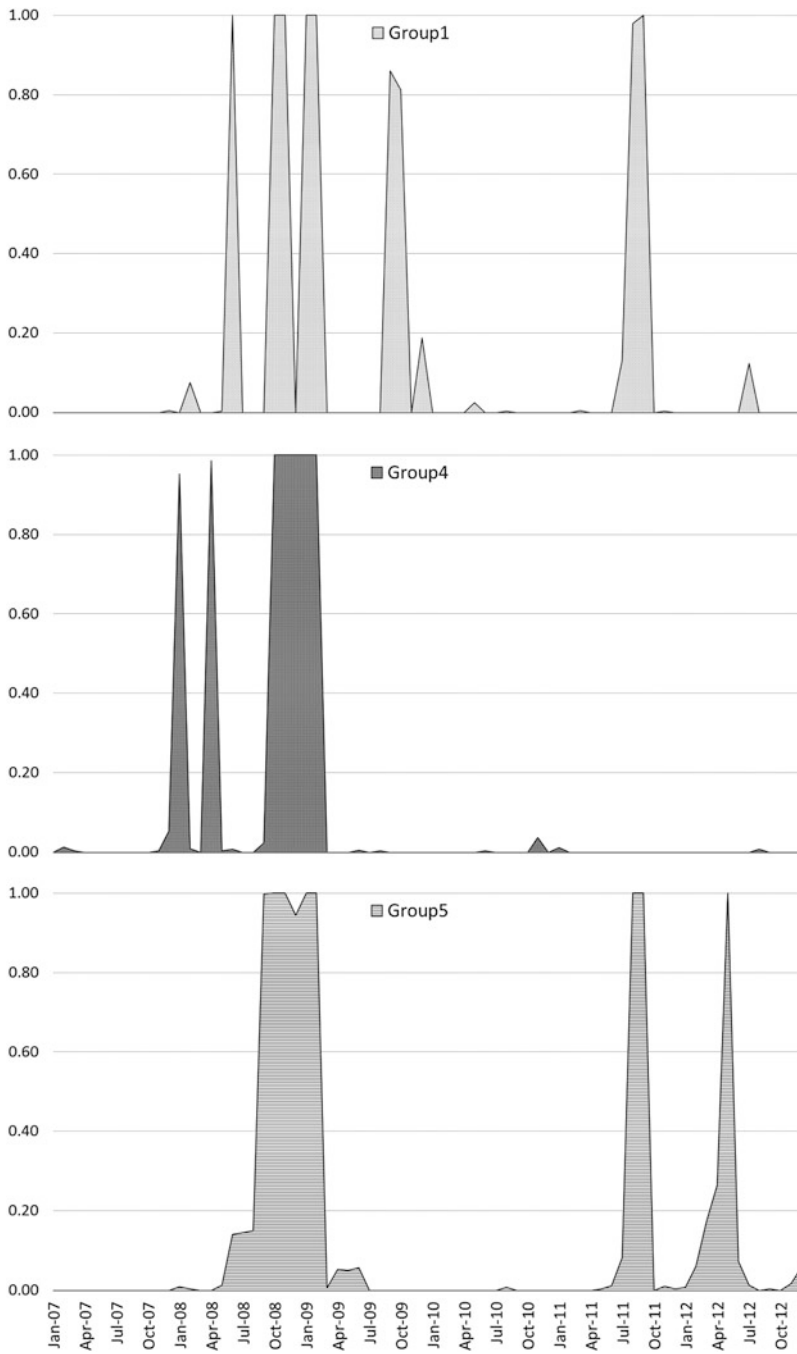 1.00
Group1
0.80
0.60
0.40
0.20
0.00
1.00
Group4
0.80
0.60
0.40
0.20
0.00
1.00
Group5
0.80
0.60
0.40
0.20
0.00
Jan-07
Apr-07
Jul-07
Oct-07
Jan-08
Apr-08
Jul-08
Oct-08
Jan-09
Apr-09
Jul-09
Oct-09
Jan-10
Apr-10
Jul-10
Oct-10
Jan-11
Apr-11
Jul-11
Oct-11
Jan-12
Apr-12
Jul-12
Oct-12